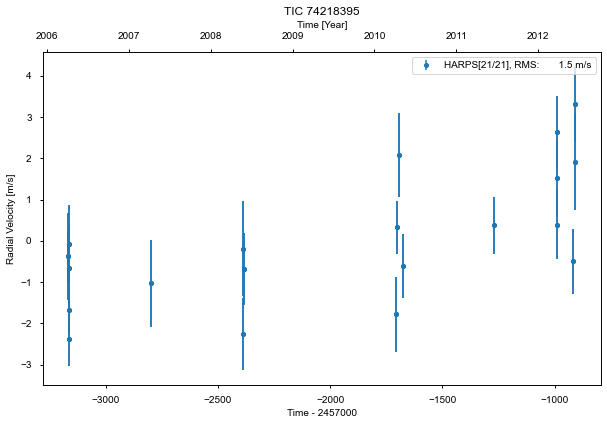 TIC 74218395
Time [Year]
2006 2007 2008 2009 2010 2011 2012
HARPS[21/21], RMS: 1.5 m/s
4
3
2
1
0
−1
−2
−3
Radial Velocity [m/s]
−3000 −2500 −2000 −1500 −1000
Time - 2457000